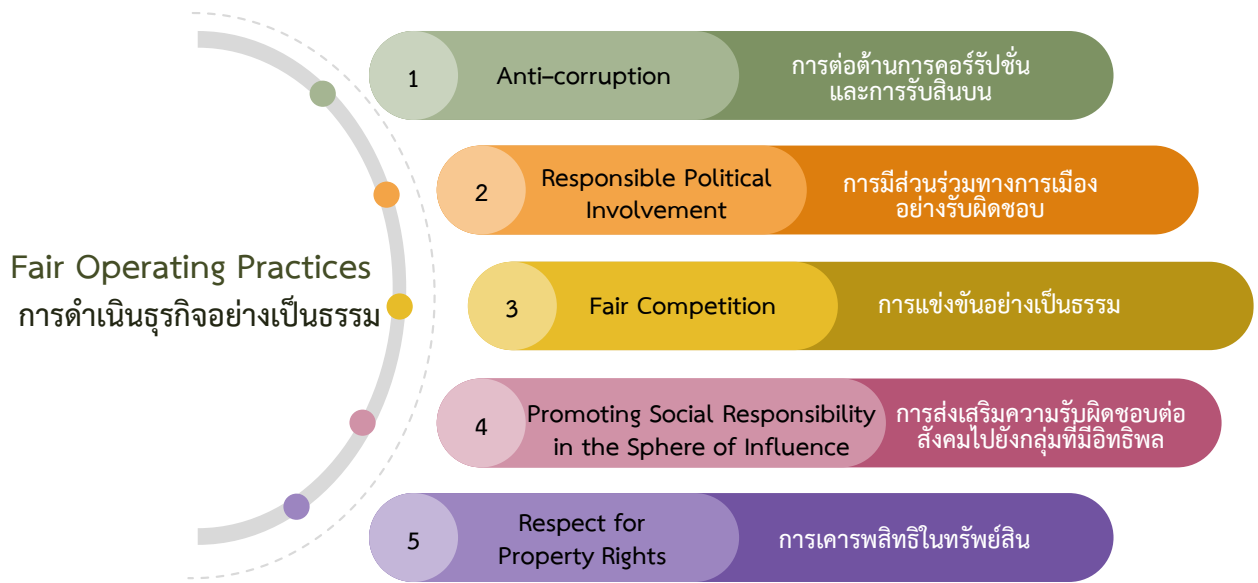 Fair Operating Practices
การดำเนินธุรกิจอย่างเป็นธรรม
1
Anti-corruption
การต่อต้านการคอร์รัปชั่น
และการรับสินบน
2
Responsible Political
Involvement
การมีส่วนร่วมทางการเมือง
อย่างรับผิดชอบ
3
Fair Competition
การแข่งขันอย่างเป็นธรรม
4
Promoting Social Responsibility
in the Sphere of Influence
การส่งเสริมความรับผิดชอบต่อ
สังคมไปยังกลุ่มที่มีอิทธิพล
5
Respect for
Property Rights
การเคารพสิทธิในทรัพย์สิน